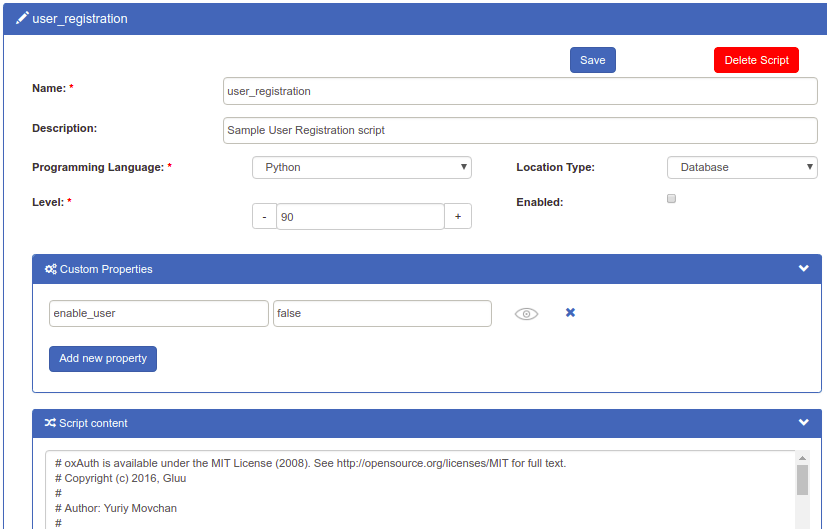 user_registration
Save Delete Script
Name: * user_registration
Description: Sample User Registration script
Programming Language: * Python Location Type: Database
Level: * - 90 + Enabled:
Custom Properties
enable_user false
Add new property
Script content
# oxAuth is available under the MIT License (2008). See http://opensource.org/licenses/MIT for full text.
# Copyright (c) 2016, Gluu
#
# Author: Yuriy Movchan
#